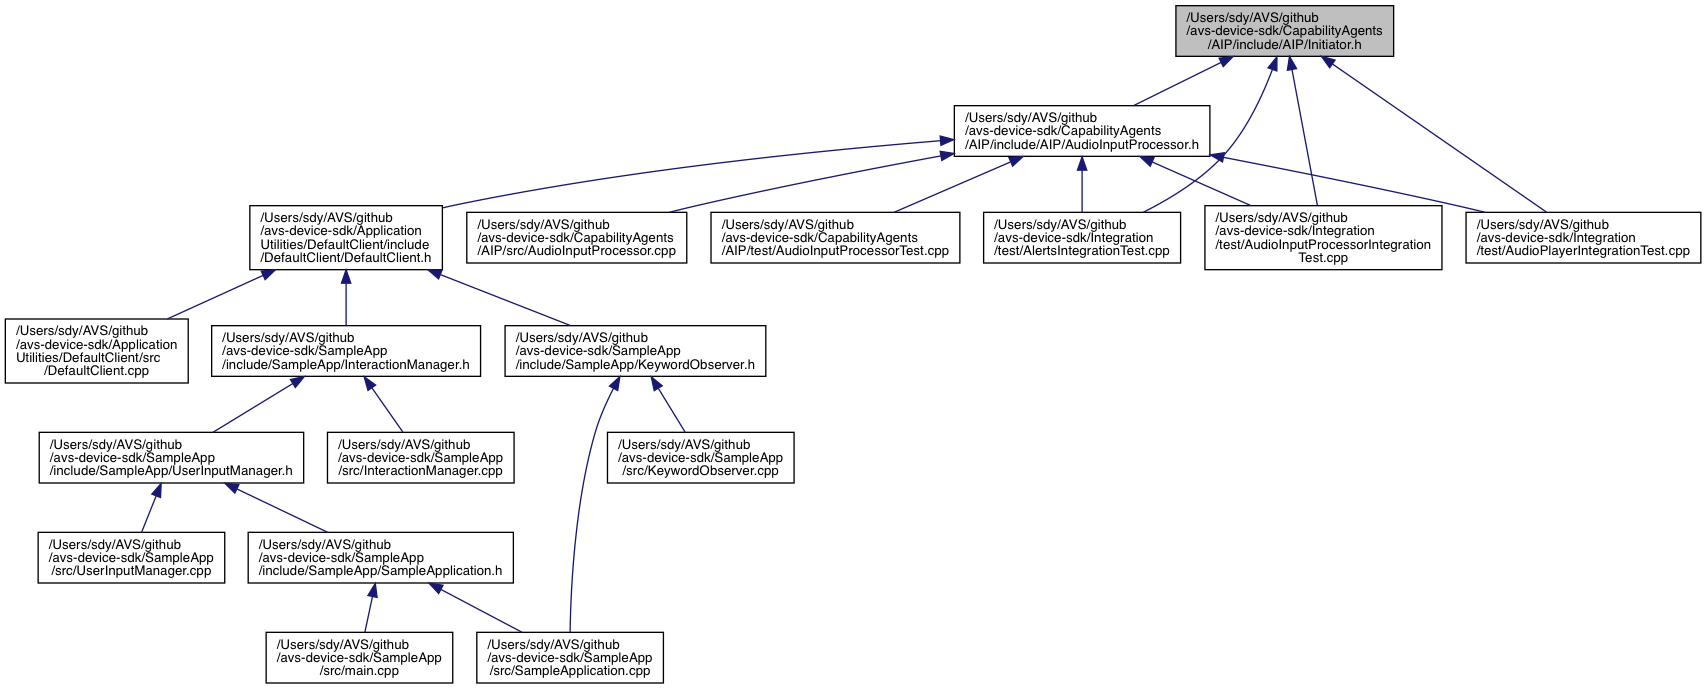 /Users/sdy/AVS/github
/avs-device-sdk/CapabilityAgents
/AIP/include/AIP/Initiator.h
/Users/sdy/AVS/github
/avs-device-sdk/CapabilityAgents
/AIP/include/AIP/AudioInputProcessor.h
/Users/sdy/AVS/github
/avs-device-sdk/Application
Utilities/DefaultClient/include
/DefaultClient/DefaultClient.h
/Users/sdy/AVS/github
/avs-device-sdk/CapabilityAgents
/AIP/src/AudioInputProcessor.cpp
/Users/sdy/AVS/github
/avs-device-sdk/CapabilityAgents
/AIP/test/AudioInputProcessorTest.cpp
/Users/sdy/AVS/github
/avs-device-sdk/Integration
/test/AlertsIntegrationTest.cpp
/Users/sdy/AVS/github
/avs-device-sdk/Integration
/test/AudioInputProcessorIntegration
Test.cpp
/Users/sdy/AVS/github
/avs-device-sdk/Integration
/test/AudioPlayerIntegrationTest.cpp
/Users/sdy/AVS/github
/avs-device-sdk/Application
Utilities/DefaultClient/src
/DefaultClient.cpp
/Users/sdy/AVS/github
/avs-device-sdk/SampleApp
/include/SampleApp/InteractionManager.h
/Users/sdy/AVS/github
/avs-device-sdk/SampleApp
/include/SampleApp/KeywordObserver.h
/Users/sdy/AVS/github
/avs-device-sdk/SampleApp
/include/SampleApp/UserInputManager.h
/Users/sdy/AVS/github
/avs-device-sdk/SampleApp
/src/InteractionManager.cpp
/Users/sdy/AVS/github
/avs-device-sdk/SampleApp
/src/KeywordObserver.cpp
/Users/sdy/AVS/github
/avs-device-sdk/SampleApp
/src/UserInputManager.cpp
/Users/sdy/AVS/github
/avs-device-sdk/SampleApp
/include/SampleApp/SampleApplication.h
/Users/sdy/AVS/github
/avs-device-sdk/SampleApp
/src/main.cpp
/Users/sdy/AVS/github
/avs-device-sdk/SampleApp
/src/SampleApplication.cpp